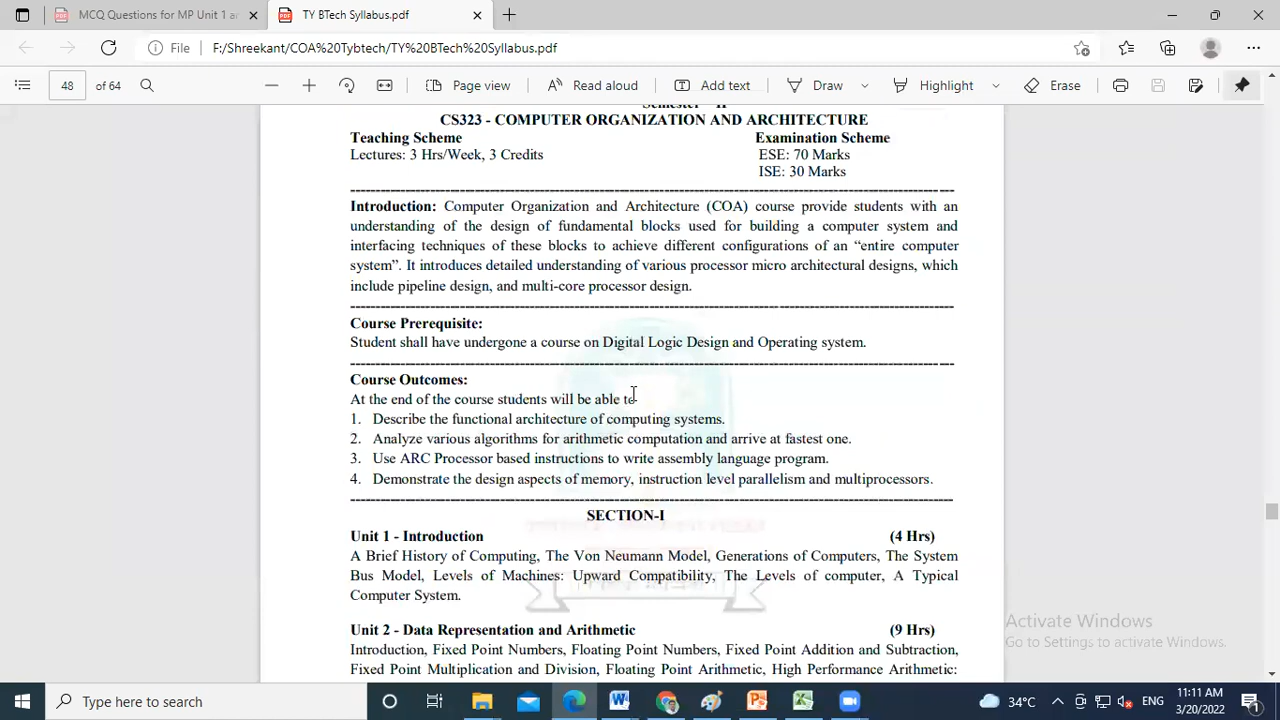 MCQ Questions for MP Unit 1 a
TY BTech Syllabus.pdf
File
F:/Shreekant/COA%20Tybtech/TY%20BTech%20Syllabus.pdf
48 of 64
Page view
Read aloud
Add text
Draw
Highlight
Erase
Semester – II
CS323 - COMPUTER ORGANIZATION AND ARCHITECTURE
Teaching Scheme Examination Scheme
Lectures: 3 Hrs/Week, 3 Credits ESE: 70 Marks
ISE: 30 Marks
Introduction: Computer Organization and Architecture (COA) course provide students with an
understanding of the design of fundamental blocks used for building a computer system and
interfacing techniques of these blocks to achieve different configurations of an “entire computer
system”. It introduces detailed understanding of various processor micro architectural designs, which
include pipeline design, and multi-core processor design.
Course Prerequisite:
Student shall have undergone a course on Digital Logic Design and Operating system.
Course Outcomes:
At the end of the course students will be able to
1. Describe the functional architecture of computing systems.
2. Analyze various algorithms for arithmetic computation and arrive at fastest one.
3. Use ARC Processor based instructions to write assembly language program.
4. Demonstrate the design aspects of memory, instruction level parallelism and multiprocessors.
SECTION-I
Unit 1 - Introduction (4 Hrs)
A Brief History of Computing, The Von Neumann Model, Generations of Computers, The System
Bus Model, Levels of Machines: Upward Compatibility, The Levels of computer, A Typical
Computer System.
Unit 2 - Data Representation and Arithmetic (9 Hrs)
Introduction, Fixed Point Numbers, Floating Point Numbers, Fixed Point Addition and Subtraction,
Fixed Point Multiplication and Division, Floating Point Arithmetic, High Performance Arithmetic:
Activate Windows
Go to Settings to activate Windows.
Type here to search
34°C
ENG
11:11 AM
3/20/2022
1